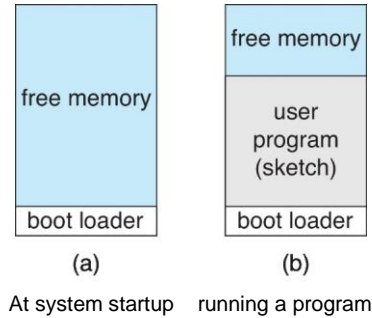 free memory
boot loader
(a)
At system startup
free memory
user
program
(sketch)
boot loader
(b)
running a program